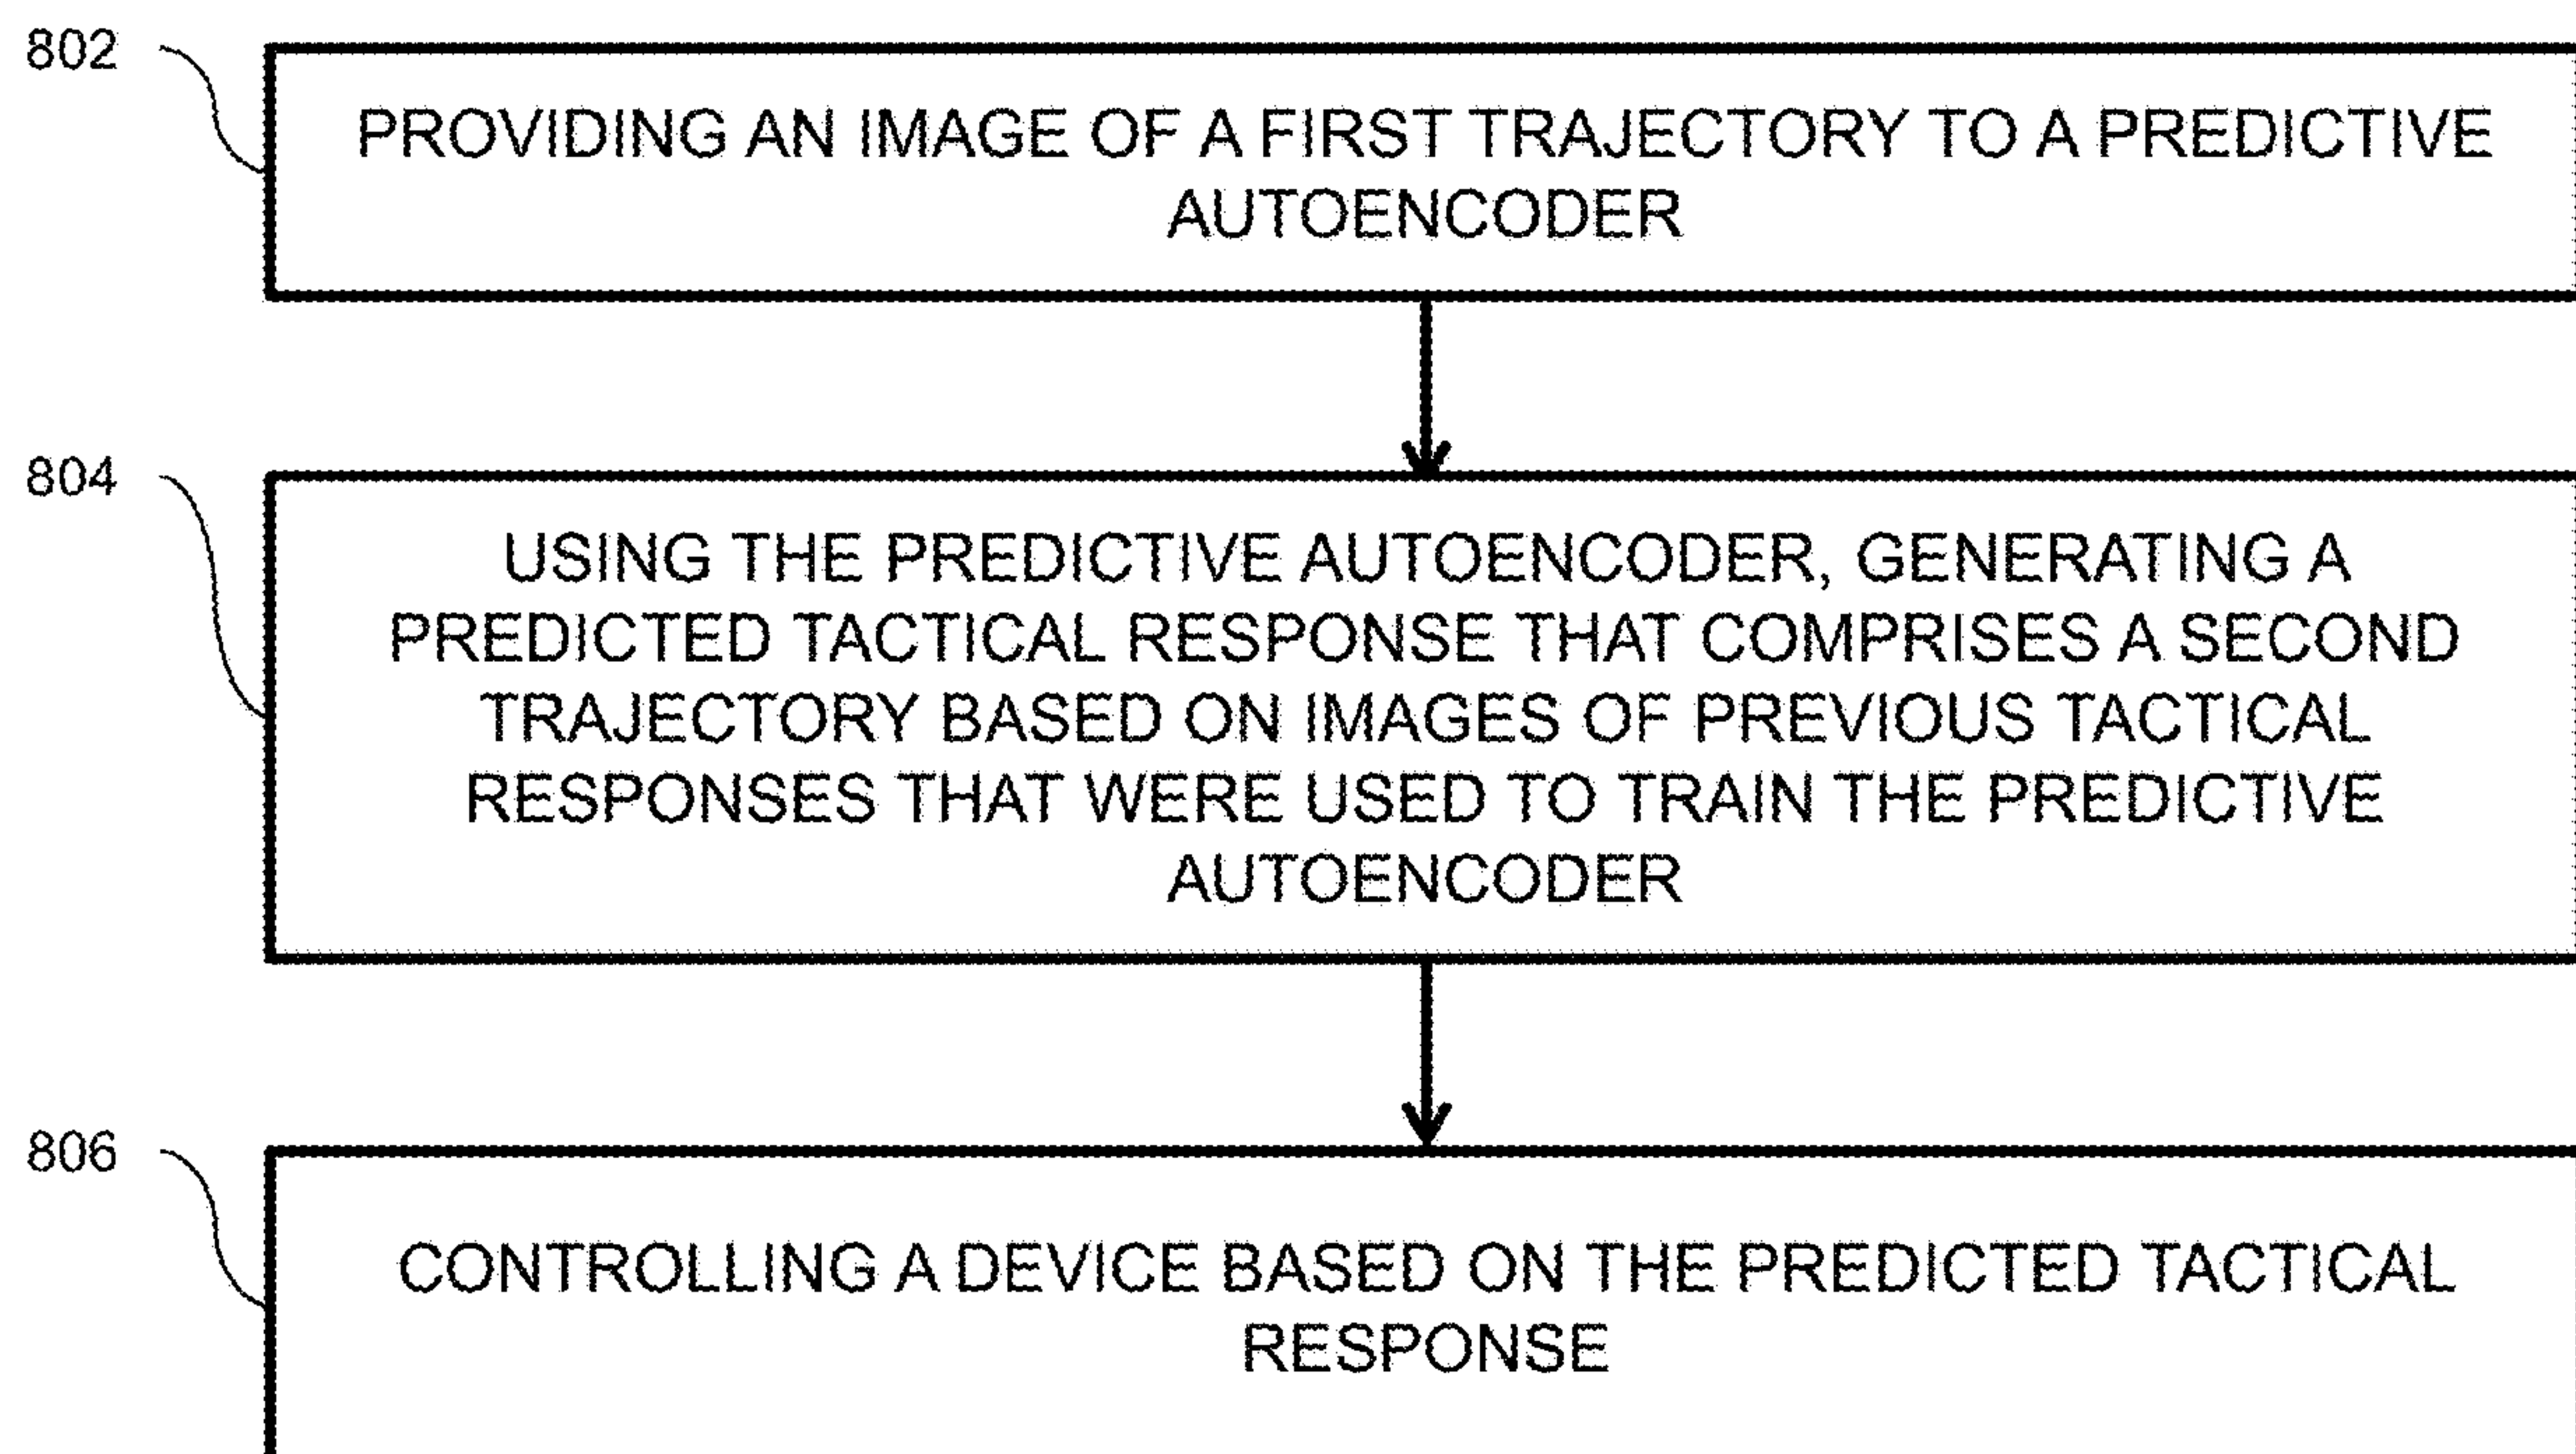 802
PROVIDING AN IMAGE OF A FIRST TRAJECTORY TO A PREDICTIVE
AUTOENCODER
804
USING THE PREDICTIVE AUTOENCODER, GENERATING A
PREDICTED TACTICAL RESPONSE THAT COMPRISES A SECOND
TRAJECTORY BASED ON IMAGES OF PREVIOUS TACTICAL
RESPONSES THAT WERE USED TO TRAIN THE PREDICTIVE
AUTOENCODER
806
CONTROLLING A DEVICE BASED ON THE PREDICTED TACTICAL
RESPONSE